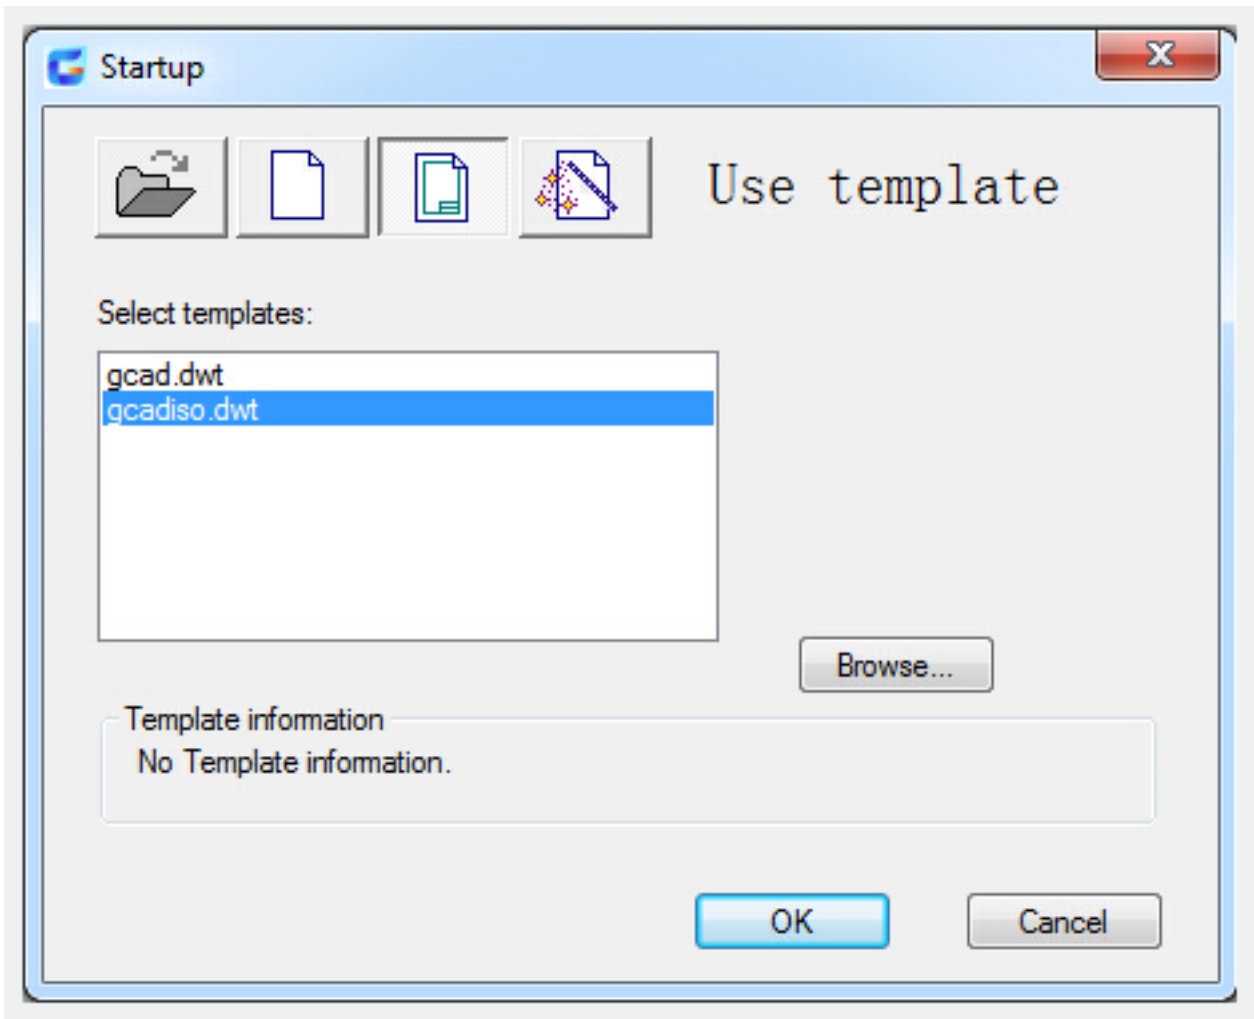 Startup
Use template
Select templates:
gcad.dwt
gcadiso.dwt
Browse...
Template information
No Template information.
OK
Cancel